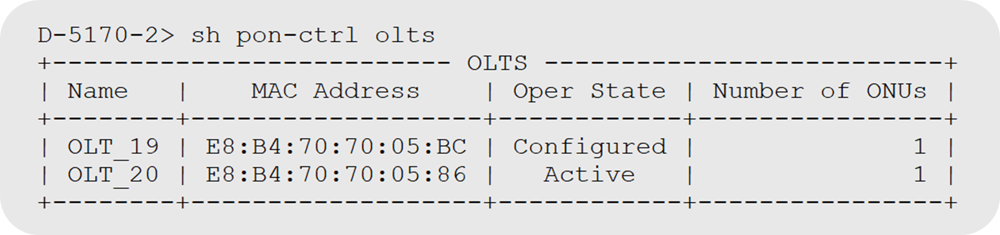 D-5170-2> sh pon-ctrl olts
+--------------------------- OLTS ---------------------------+
| Name   |    MAC Address    | Oper State | Number of ONUs |
+--------+-------------------+------------+----------------+
| OLT_19 | E8:B4:70:70:05:BC | Configured |              1 |
| OLT_20 | E8:B4:70:70:05:86 |   Active   |              1 |
+--------+-------------------+------------+----------------+